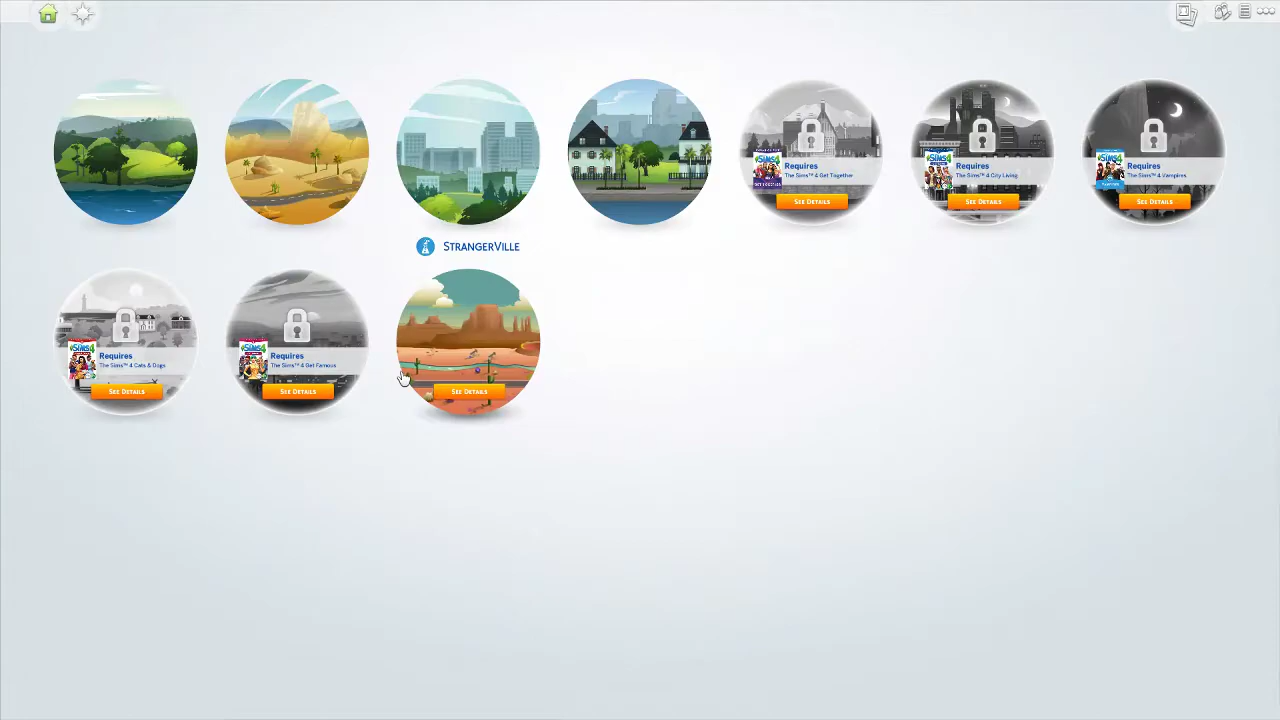 Requires
The Sims™ 4 Get Together
SEE DETAILS
Requires
The Sims™ 4 City Living
SEE DETAILS
Requires
The Sims™ 4 Vampires
SEE DETAILS
STRANGERVILLE
Requires
The Sims™ 4 Cats & Dogs
SEE DETAILS
Requires
The Sims™ 4 Get Famous
SEE DETAILS
SEE DETAILS